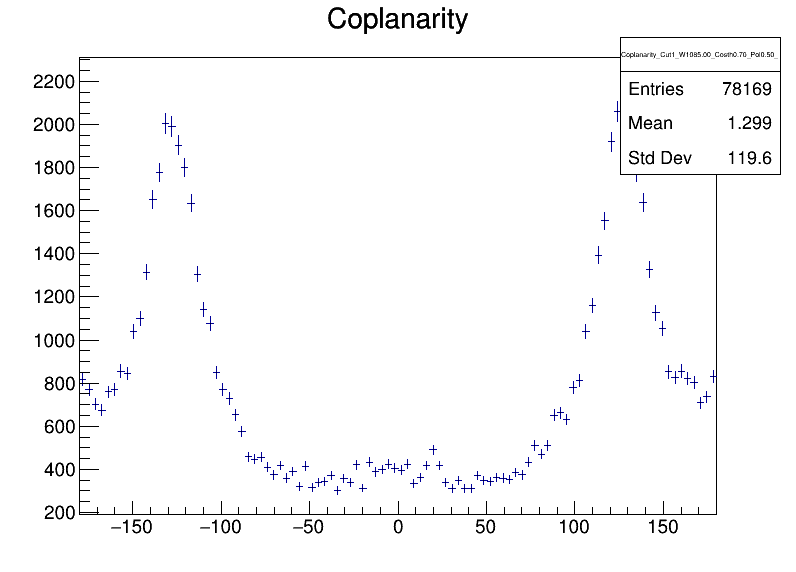 Coplanarity
Coplanarity_Cut1_W1085.00_Costh0.70_Pol0.50_
Entries 78169
Mean 1.299
Std Dev 119.6
2200
2000
1800
1600
1400
1200
1000
800
600
400
200
−150 −100 −50 0 50 100 150